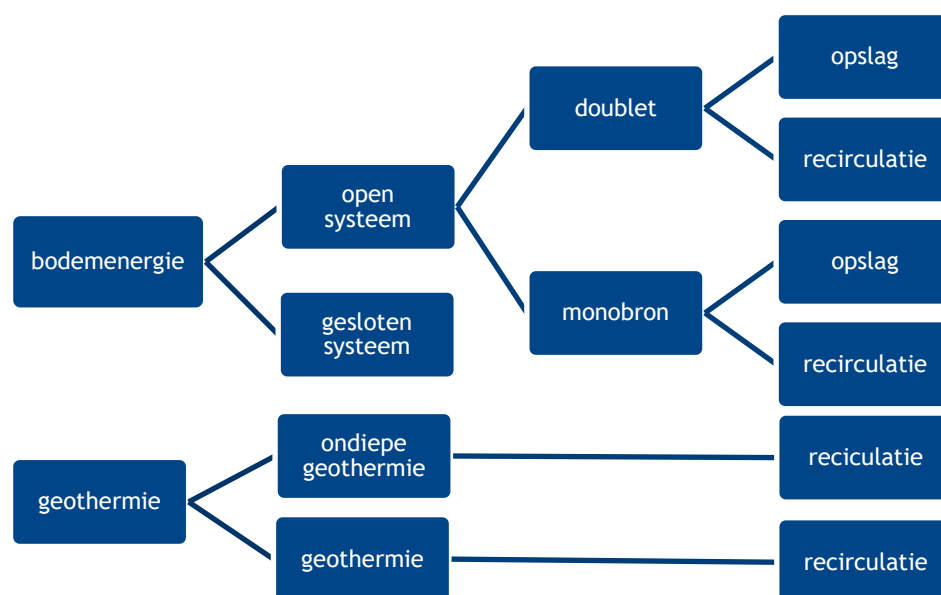 opslag
doublet
recirculatie
open
systeem
bodemenergie
opslag
gesloten
systeem
monobron
recirculatie
ondiepe
geothermie
reciculatie
geothermie
geothermie
recirculatie